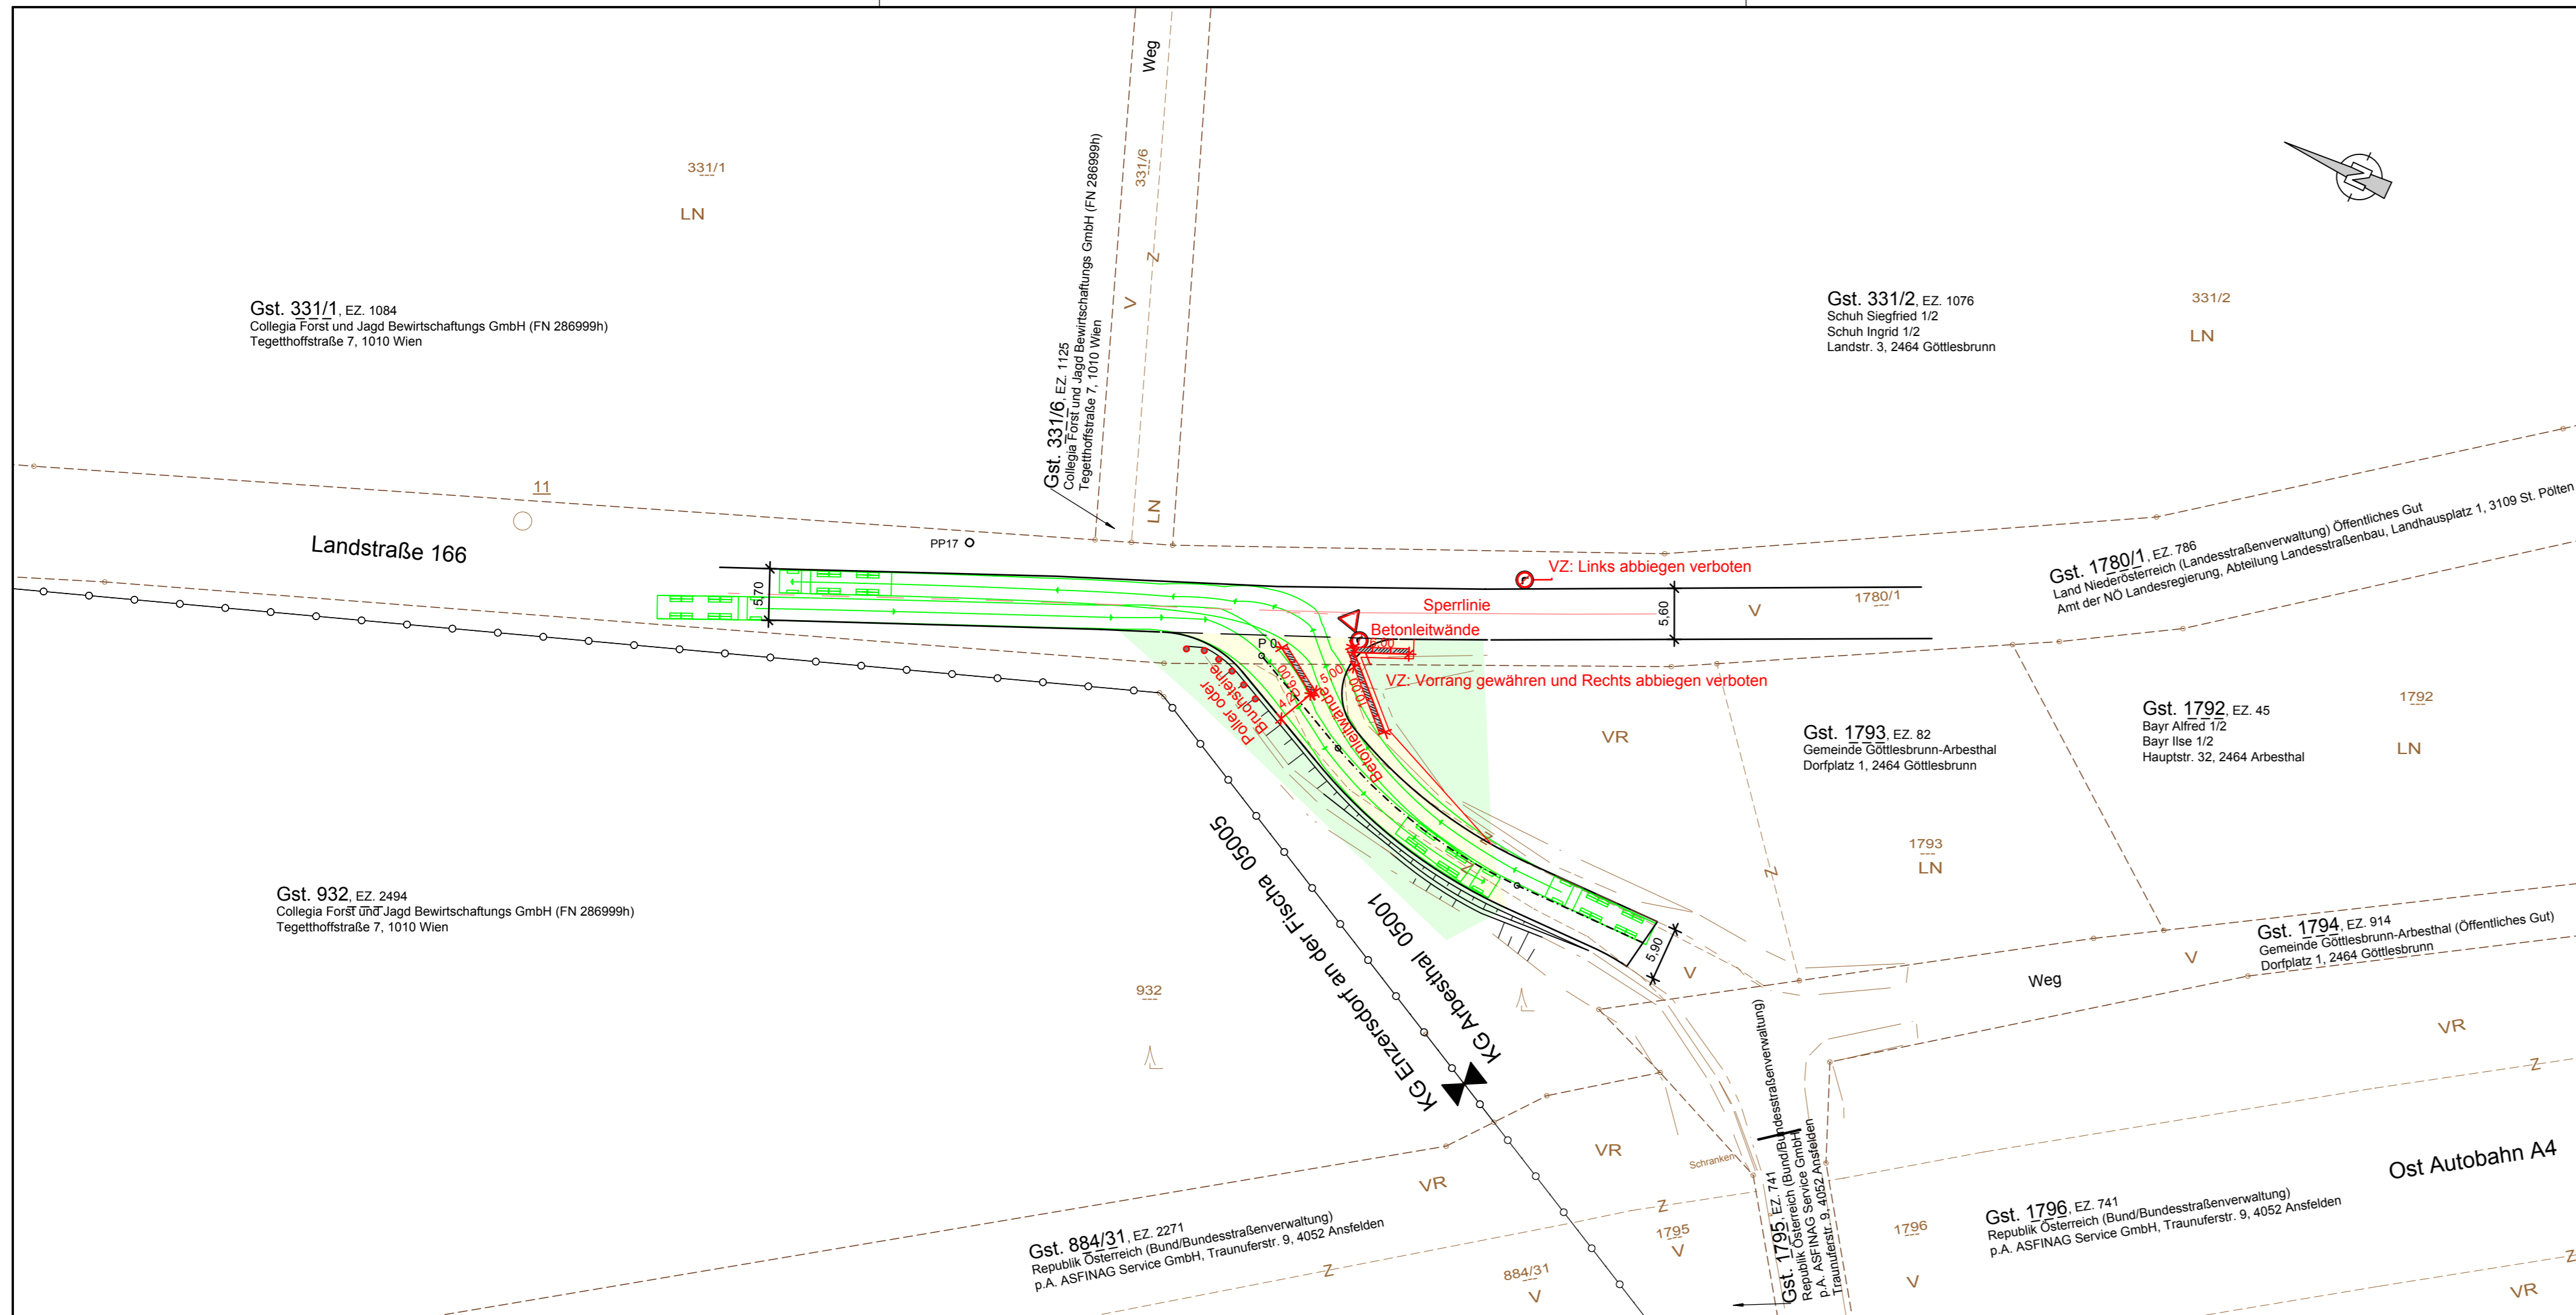 Weg
331/6
Z
V
LN
331/1
LN
Gst. 331/1, EZ. 1084
Collegia Forst und Jagd Bewirtschaftungs GmbH (FN 286999h)
Tegetthoffstraße 7, 1010 Wien
Gst. 331/6, EZ. 1125
Collegia Forst und Jagd Bewirtschaftungs GmbH (FN 286999h)
Tegetthoffstraße 7, 1010 Wien
N
Gst. 331/2, EZ. 1076
Schuh Siegfried 1/2
Schuh Ingrid 1/2
Landstr. 3, 2464 Göttlesbrunn
331/2
LN
11
Landstraße 166
PP17
5,70
VZ: Links abbiegen verboten
Sperrlinie
Betonleitwände
5,60
V
1780/1
Gst. 1780/1, EZ. 786
Land Niederösterreich (Landesstraßenverwaltung) Öffentliches Gut
Amt der NÖ Landesregierung, Abteilung Landesstraßenbau, Landhausplatz 1, 3109 St. Pölten
P 0
6,00
5,00
10,00
VZ: Vorrang gewähren und Rechts abbiegen verboten
Poller oder
Bruchsteine
Betonleitwände
VR
Gst. 1793, EZ. 82
Gemeinde Göttlesbrunn-Arbesthal
Dorfplatz 1, 2464 Göttlesbrunn
Gst. 1792, EZ. 45
Bayr Alfred 1/2
Bayr Ilse 1/2
Hauptstr. 32, 2464 Arbesthal
1792
LN
1793
LN
Z
Z
Z
Gst. 932, EZ. 2494
Collegia Forst und Jagd Bewirtschaftungs GmbH (FN 286999h)
Tegetthoffstraße 7, 1010 Wien
932
KG Enzersdorf an der Fischa 05005
KG Arbesthal 05001
5,90
V
Weg
V
Gst. 1794, EZ. 914
Gemeinde Göttlesbrunn-Arbesthal (Öffentliches Gut)
Dorfplatz 1, 2464 Göttlesbrunn
VR
Z
VR
Schranken
VR
Z
Ost Autobahn A4
Gst. 884/31, EZ. 2271
Republik Österreich (Bund/Bundesstraßenverwaltung)
p.A. ASFINAG Service GmbH, Traunuferstr. 9, 4052 Ansfelden
Z
884/31
V
1795
V
Gst. 1795, EZ. 741
Republik Österreich (Bund/Bundesstraßenverwaltung)
p.A. ASFINAG Service GmbH
Traunuferstr. 9, 4052 Ansfelden
1796
V
Gst. 1796, EZ. 741
Republik Österreich (Bund/Bundesstraßenverwaltung)
p.A. ASFINAG Service GmbH, Traunuferstr. 9, 4052 Ansfelden
Z
VR